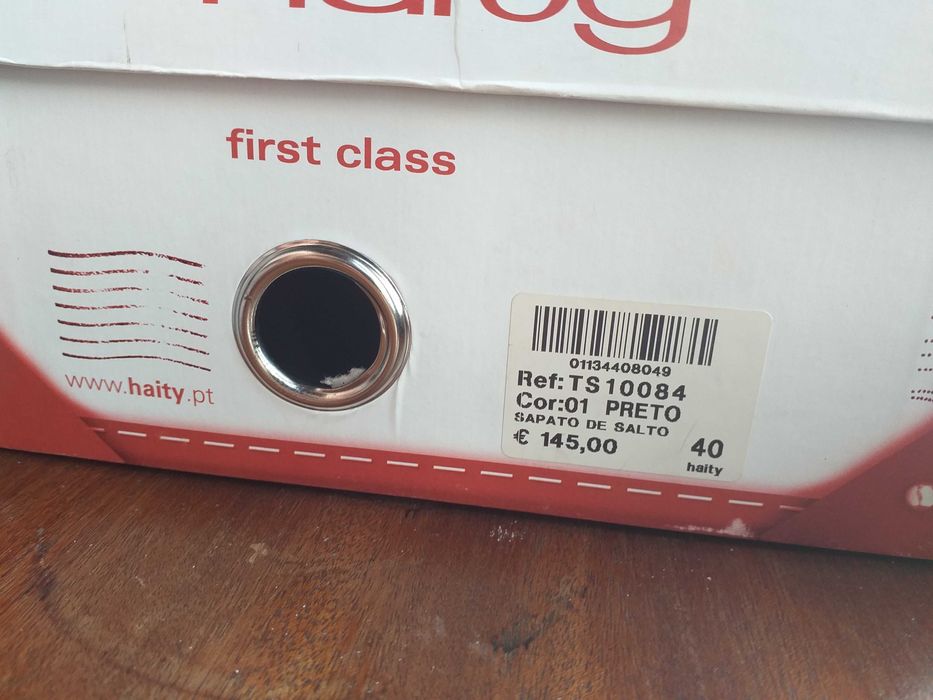 first class
www.haity.pt
01134408049
Ref:TS10084
Cor:01 PRETO
SAPATO DE SALTO
€ 145,00 40
haity